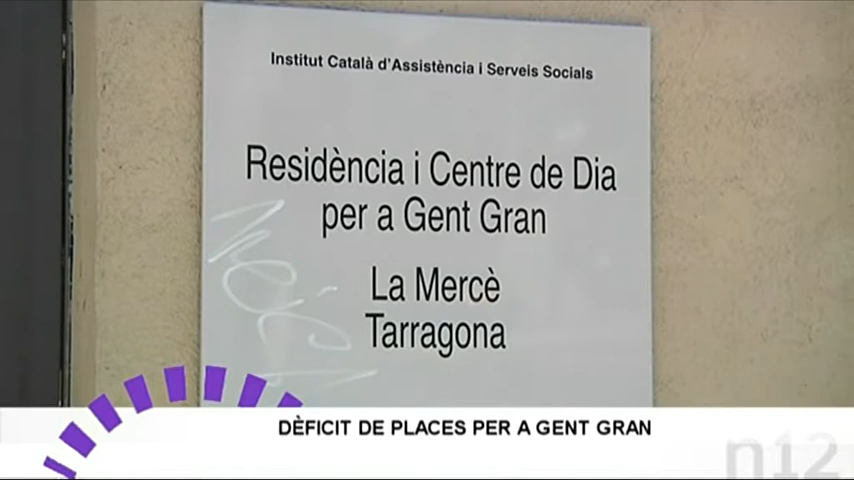 Institut Català d'Assistència i Serveis Socials
Residència i Centre de Dia
per a Gent Gran
La Mercè
Tarragona
DÈFICIT DE PLACES PER A GENT GRAN
n12